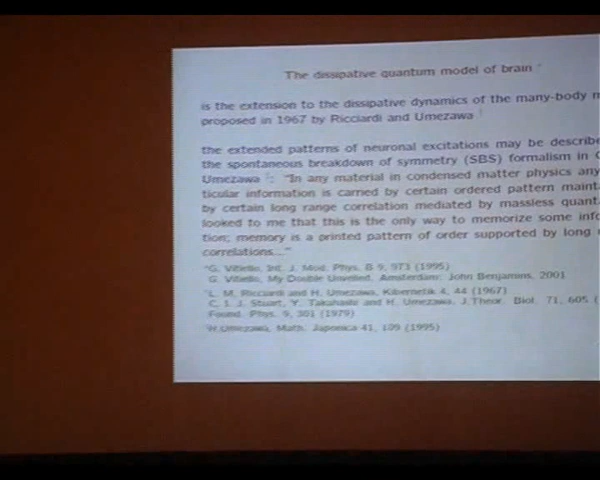 The dissipative quantum model of brain *
is the extension to the dissipative dynamics of the many-body
proposed in 1967 by Ricciardi and Umezawa †
the extended patterns of neuronal excitations may be describe
the spontaneous breakdown of symmetry (SBS) formalism in
Umezawa : "In any material in condensed matter physics any
ticular information is carried by certain ordered pattern maint
by certain long range correlation mediated by massless quant
looked to me that this is the only way to memorize some info
tion; memory is a printed pattern of order supported by long
correlations..."
*G. Vitiello, Int. J. Mod. Phys. B 9, 973 (1995)
G. Vitiello, My Double Unveiled. Amsterdam: John Benjamins, 2001
L. M. Ricciardi and H. Umezawa, Kibernetik 4, 44 (1967)
C. I. J. Stuart, Y. Takahashi and H. Umezawa, J.Theor. Biol. 71, 605 (
Found. Phys. 9, 301 (1979)
H.Umezawa, Math. Japonica 41, 109 (1995)